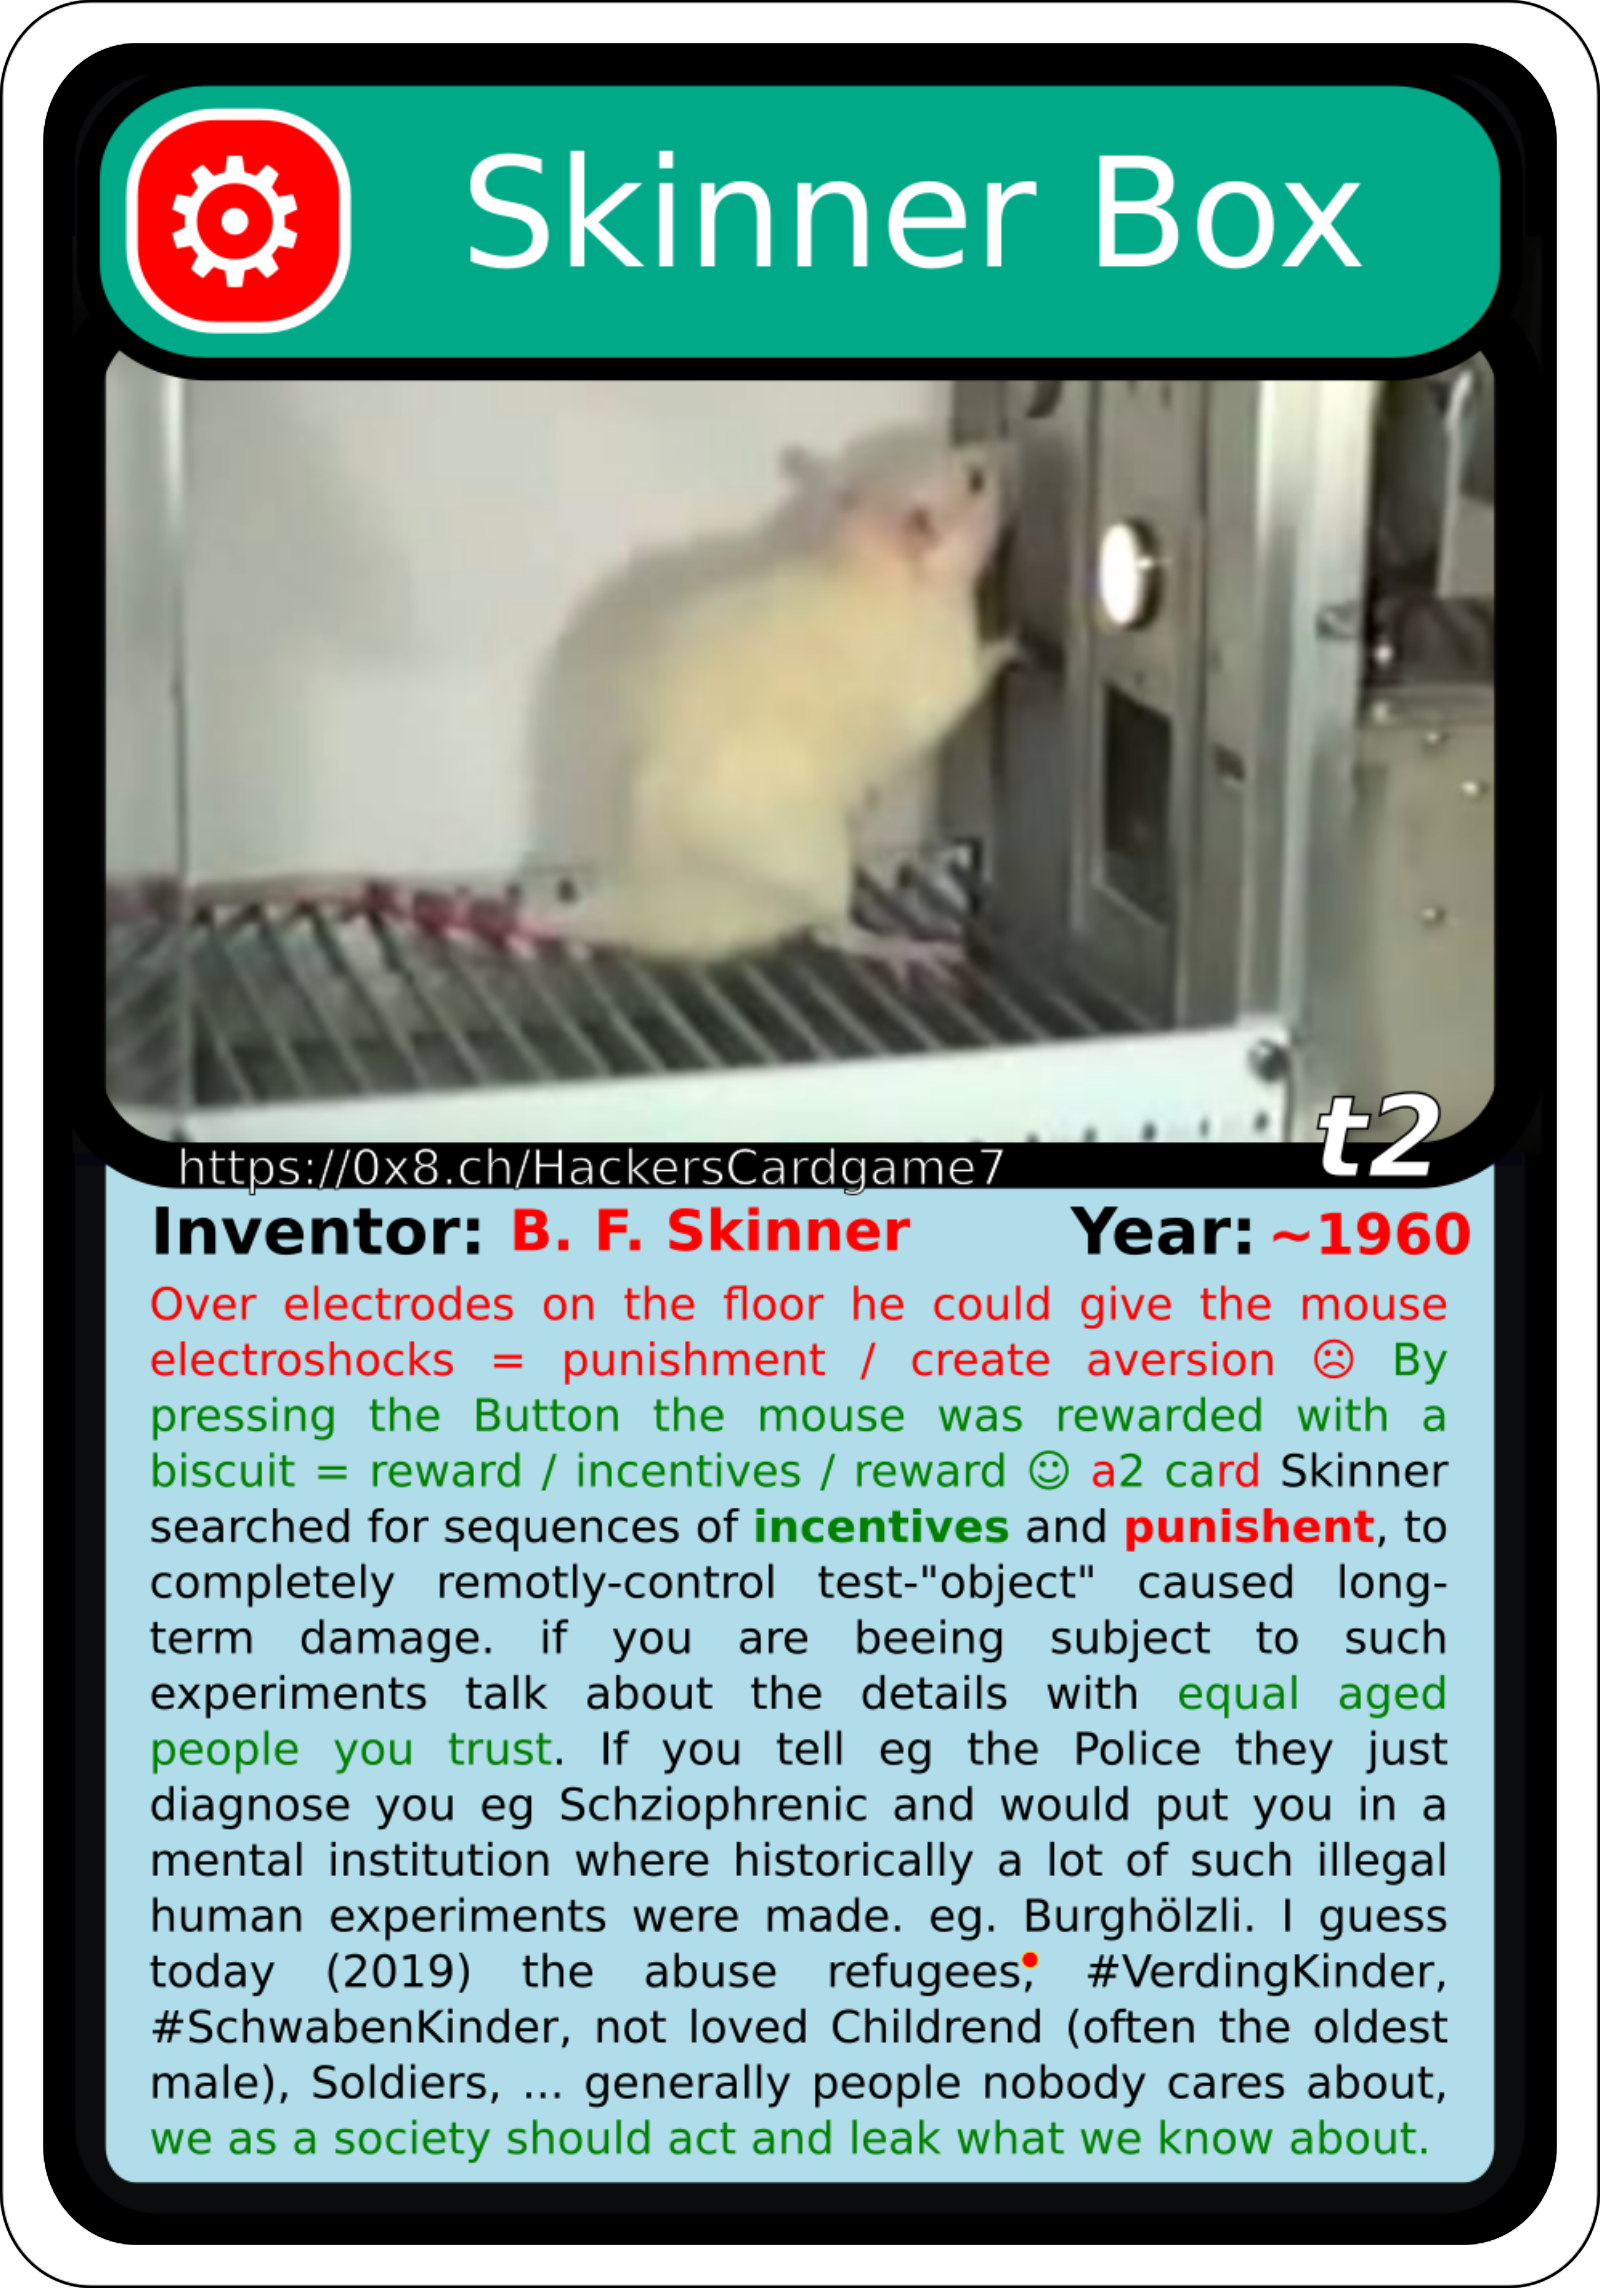 Skinner Box
t2
https://0x8.ch/HackersCardgame7
Inventor: B. F. Skinner Year: ~1960
Over electrodes on the floor he could give the mouse
electroshocks = punishment / create aversion ☹ By
pressing the Button the mouse was rewarded with a
biscuit = reward / incentives / reward ☺ a2 card Skinner
searched for sequences of incentives and punishent, to
completely remotly-control test-"object" caused long-
term damage. if you are beeing subject to such
experiments talk about the details with equal aged
people you trust. If you tell eg the Police they just
diagnose you eg Schziophrenic and would put you in a
mental institution where historically a lot of such illegal
human experiments were made. eg. Burghölzli. I guess
today (2019) the abuse refugees, #VerdingKinder,
#SchwabenKinder, not loved Childrend (often the oldest
male), Soldiers, ... generally people nobody cares about,
we as a society should act and leak what we know about.